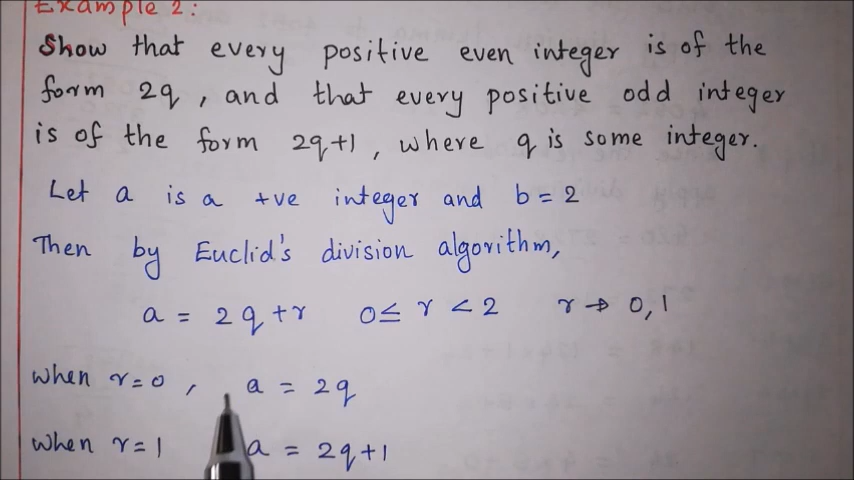 Example 2:
Show that every positive even integer is of the
form 2q, and that every positive odd integer
is of the form 2q+1, where q is some integer.
Let a is a +ve integer and b = 2
Then by Euclid's division algorithm,
a = 2q+r 0≤ r < 2 r → 0,1
when r=0, a = 2q
when r=1 a = 2q+1